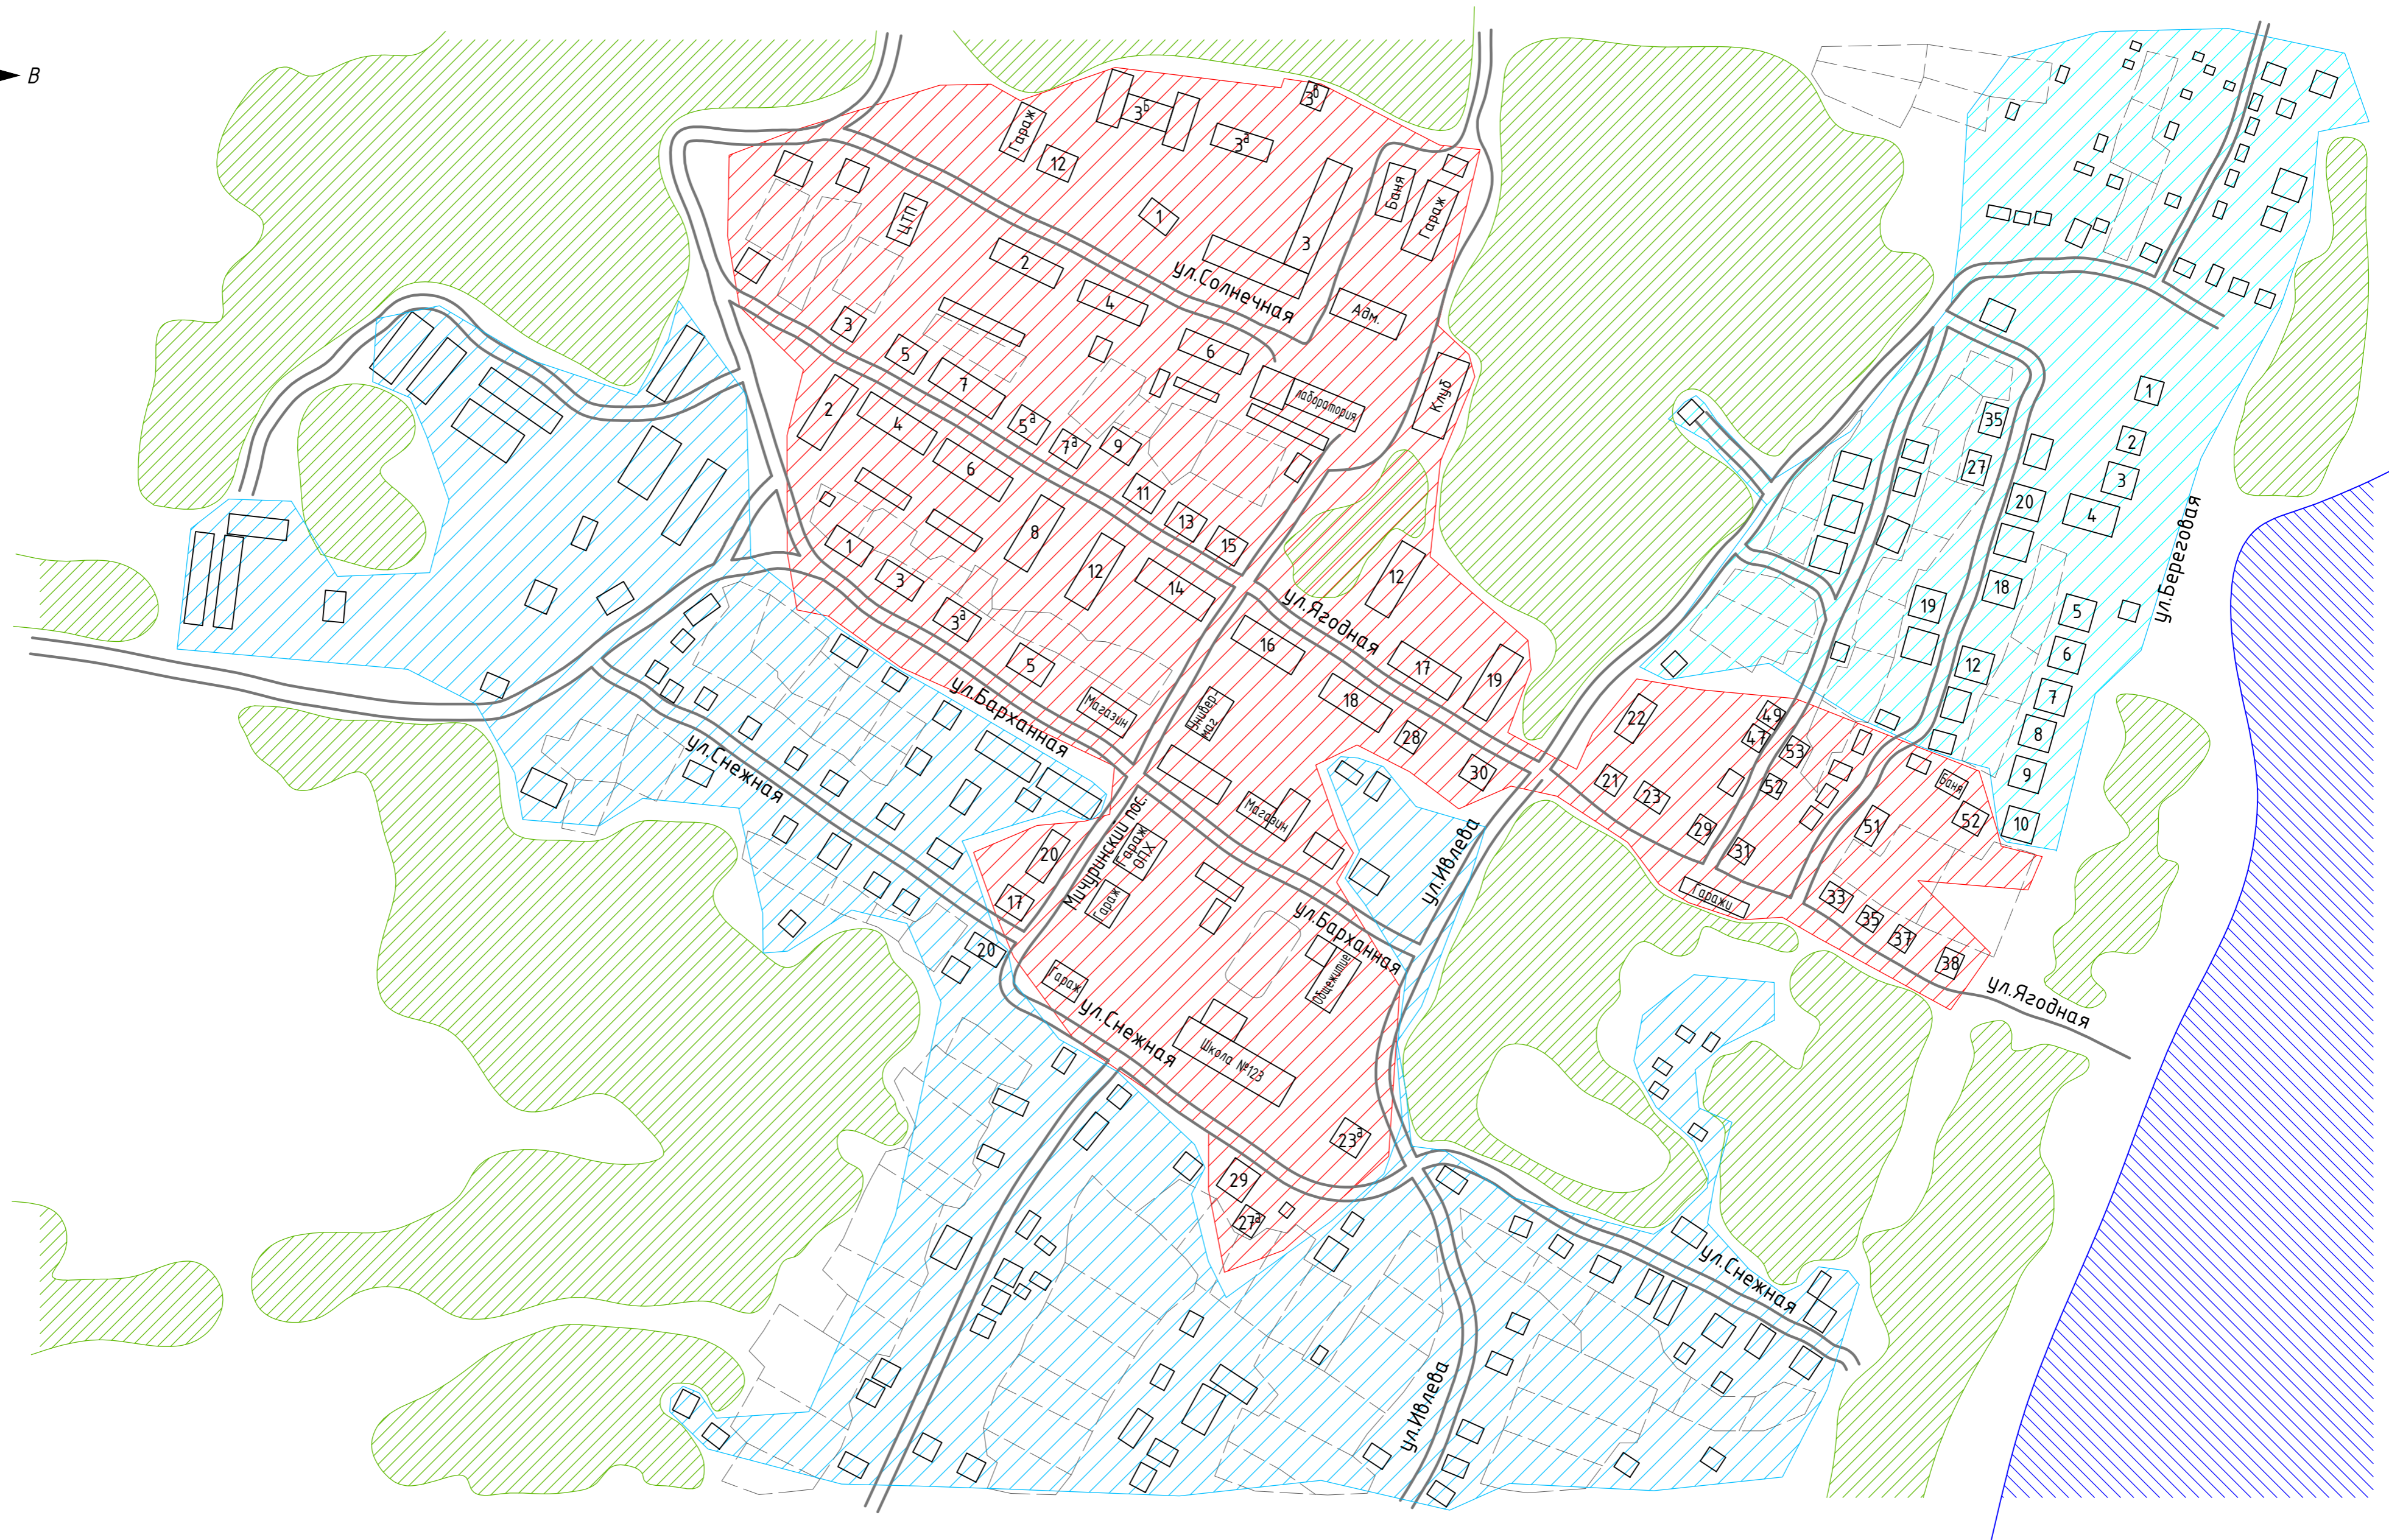 В
3б
3в
Гараж
12
3а
1
Баня
Гараж
ЦТП
3
2
4
ул.Солнечная
Адм.
3
5
6
7
лаборатория
Клуб
2
4
5а
7а
9
6
11
13
15
8
1
12
14
3
3а
12
ул.Ягодная
16
5
17
19
18
Магазин
Универ-
маг
ул.Барханная
28
30
ул.Снежная
Магазин
20
17
Мичуринский пос.
Гараж
ОПХ
Гараж
20
Гараж
ул.Снежная
ул.Ивлева
ул.Барханная
Общежитие
Школа №123
23а
29
27а
ул.Снежная
ул.Ивлева
22
49
47
53
21
23
52
29
31
Гаражи
51
Баня
52
33
35
37
38
ул.Ягодная
35
27
20
19
18
12
1
2
3
4
5
6
7
8
9
10
ул.Береговая